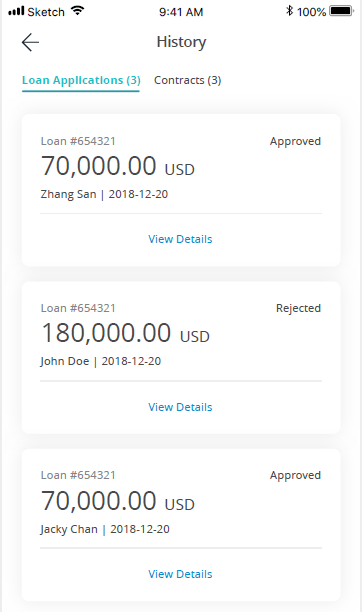 Sketch 9:41 AM 100%
History
Loan Applications (3) Contracts (3)
Loan #654321 Approved
70,000.00 USD
Zhang San | 2018-12-20
View Details
Loan #654321 Rejected
180,000.00 USD
John Doe | 2018-12-20
View Details
Loan #654321 Approved
70,000.00 USD
Jacky Chan | 2018-12-20
View Details